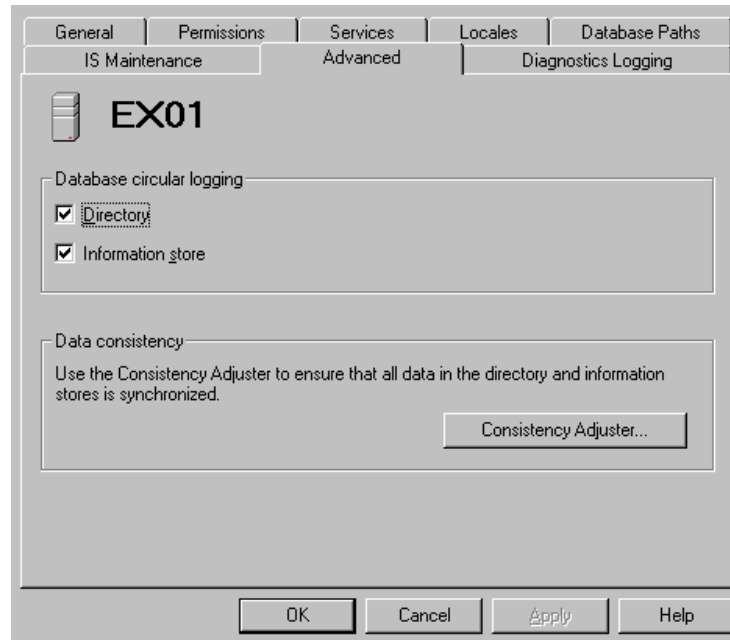 General Permissions Services Locales Database Paths
IS Maintenance Advanced Diagnostics Logging
EX01
Database circular logging
Directory
Information store
Data consistency
Use the Consistency Adjuster to ensure that all data in the directory and information
stores is synchronized.
Consistency Adjuster...
OK Cancel Apply Help